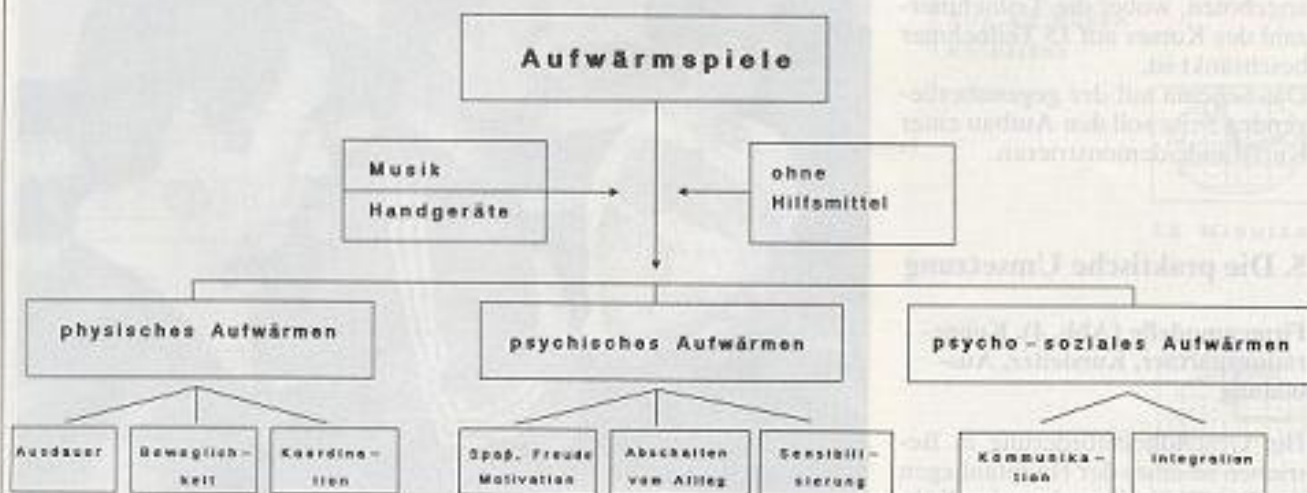 Aufwärmspiele
Musik
Handgeräte
ohne
Hilfsmittel
physisches Aufwärmen
psychisches Aufwärmen
psycho-soziales Aufwärmen
Ausdauer
Beweglich-
keit
Koordina-
tion
Spaß, Freude
Motivation
Abschalten
vom Alltag
Sensibili-
sierung
Kommunika-
tion
Integration
5. Die praktische Umsetzung